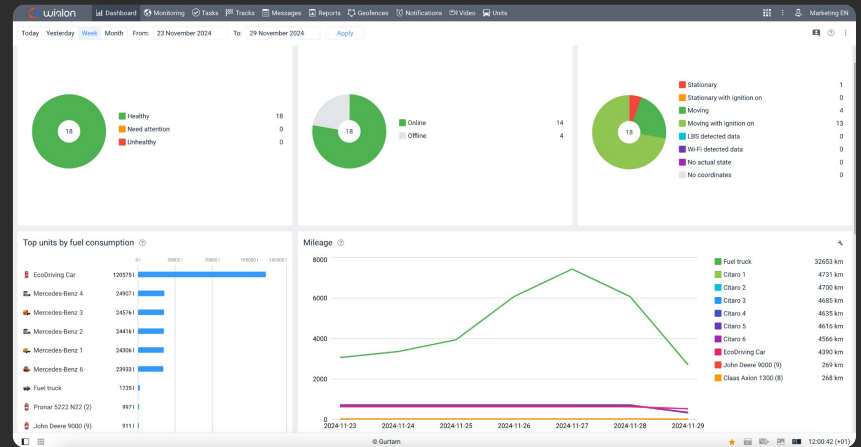 wialon Dashboard Monitoring Tasks Tracks Messages Reports Geofences Notifications Video Units Marketing EN
Today Yesterday Week Month From: 23 November 2024 To: 29 November 2024 Apply
18
Healthy 18
Need attention 0
Unhealthy 0
18
Online 14
Offline 4
18
Stationary 1
Stationary with ignition on 0
Moving 4
Moving with ignition on 13
LBS detected data 0
Wi-Fi detected data 0
No actual state 0
No coordinates 0
Top units by fuel consumption
0 l 35000 l 70000 l 105000 l 140000 l
EcoDriving Car 120575 l
Mercedes-Benz 4 24907 l
Mercedes-Benz 3 24576 l
Mercedes-Benz 2 24416 l
Mercedes-Benz 1 24306 l
Mercedes-Benz 6 23933 l
Fuel truck 1735 l
Pronar 5222 N22 (2) 997 l
John Deere 9000 (9) 911 l
Mileage
8000
6000
4000
2000
0
2024-11-23 2024-11-24 2024-11-25 2024-11-26 2024-11-27 2024-11-28 2024-11-29
Fuel truck 32653 km
Citaro 1 4731 km
Citaro 2 4700 km
Citaro 3 4685 km
Citaro 4 4635 km
Citaro 5 4616 km
Citaro 6 4566 km
EcoDriving Car 4390 km
John Deere 9000 (9) 269 km
Claas Axion 1300 (8) 268 km
© Gurtam
12:00:42 (+01)